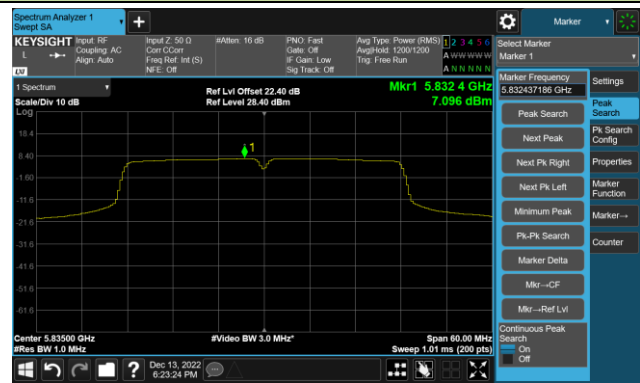 Spectrum Analyzer 1
Swept SA
Marker
KEYSIGHT
L
LXI
Input: RF
Coupling: AC
Align: Auto
Input Z: 50 Ω
Corr CCorr
Freq Ref: Int (S)
NFE: Off
#Atten: 16 dB
PNO: Fast
Gate: Off
IF Gain: Low
Sig Track: Off
Avg Type: Power (RMS)
Avg|Hold: 1200/1200
Trig: Free Run
1 2 3 4 5 6
A W W W W W
A N N N N N
Select Marker
Marker 1
1 Spectrum
Scale/Div 10 dB
Log
Ref Lvl Offset 22.40 dB
Ref Level 28.40 dBm
Mkr1 5.832 4 GHz
7.096 dBm
18.4
8.40
-1.60
-11.6
-21.6
-31.6
-41.6
-51.6
-61.6
1
Center 5.83500 GHz
#Res BW 1.0 MHz
#Video BW 3.0 MHz*
Span 60.00 MHz
Sweep 1.01 ms (200 pts)
Marker Frequency
5.832437186 GHz
Peak Search
Next Peak
Next Pk Right
Next Pk Left
Minimum Peak
Pk-Pk Search
Marker Delta
Mkr→CF
Mkr→Ref Lvl
Continuous Peak
Search
On
Off
Settings
Peak
Search
Pk Search
Config
Properties
Marker
Function
Marker→
Counter
?
Dec 13, 2022
6:23:24 PM